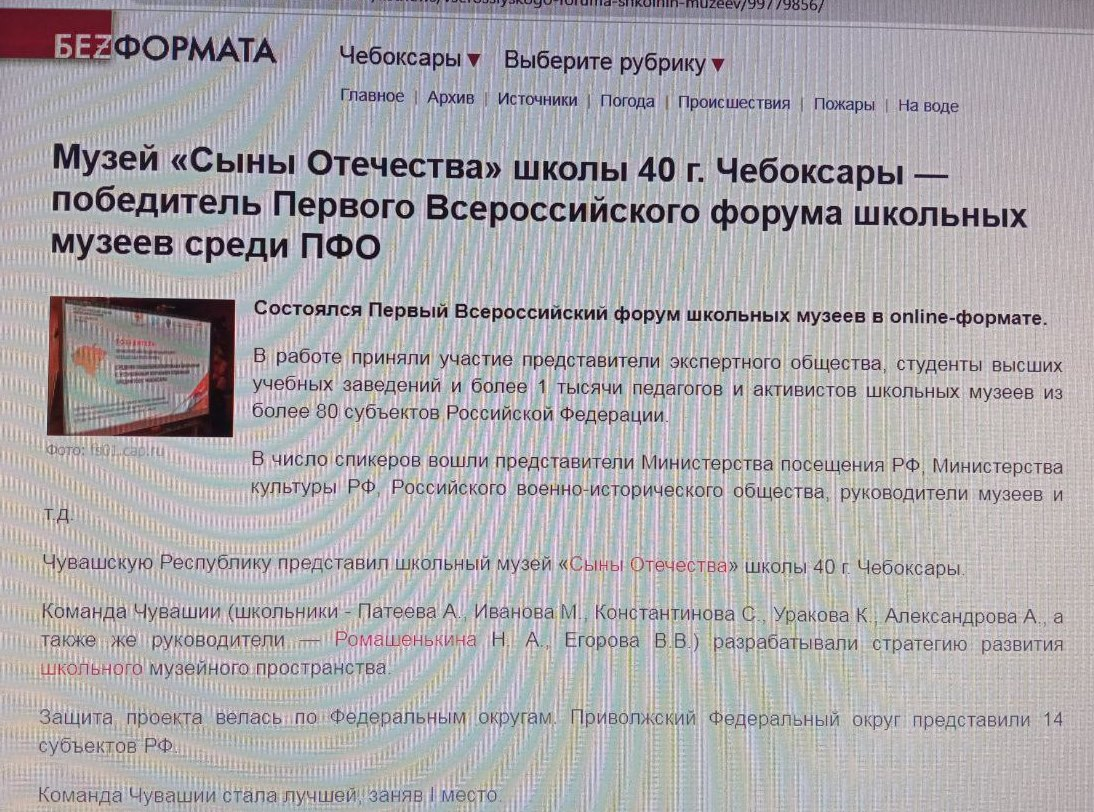 БЕZФОРМАТА
Чебоксары ▼ Выберите рубрику ▼
Главное | Архив | Источники | Погода | Происшествия | Пожары | На воде
Музей «Сыны Отечества» школы 40 г. Чебоксары —
победитель Первого Всероссийского форума школьных
музеев среди ПФО
Состоялся Первый Всероссийский форум школьных музеев в online-формате.
В работе приняли участие представители экспертного общества, студенты высших
учебных заведений и более 1 тысячи педагогов и активистов школьных музеев из
более 80 субъектов Российской Федерации.
Фото: fs01.cap.ru
В число спикеров вошли представители Министерства посещения РФ, Министерства
культуры РФ, Российского военно-исторического общества, руководители музеев и
т.д.
Чувашскую Республику представил школьный музей «Сыны Отечества» школы 40 г. Чебоксары.
Команда Чувашии (школьники - Патеева А., Иванова М., Константинова С., Уракова К., Александрова А., а
также же руководители — Ромашенькина Н. А., Егорова В.В.) разрабатывали стратегию развития
школьного музейного пространства.
Защита проекта велась по Федеральным округам. Приволжский Федеральный округ представили 14
субъектов РФ.
Команда Чувашии стала лучшей, заняв I место.